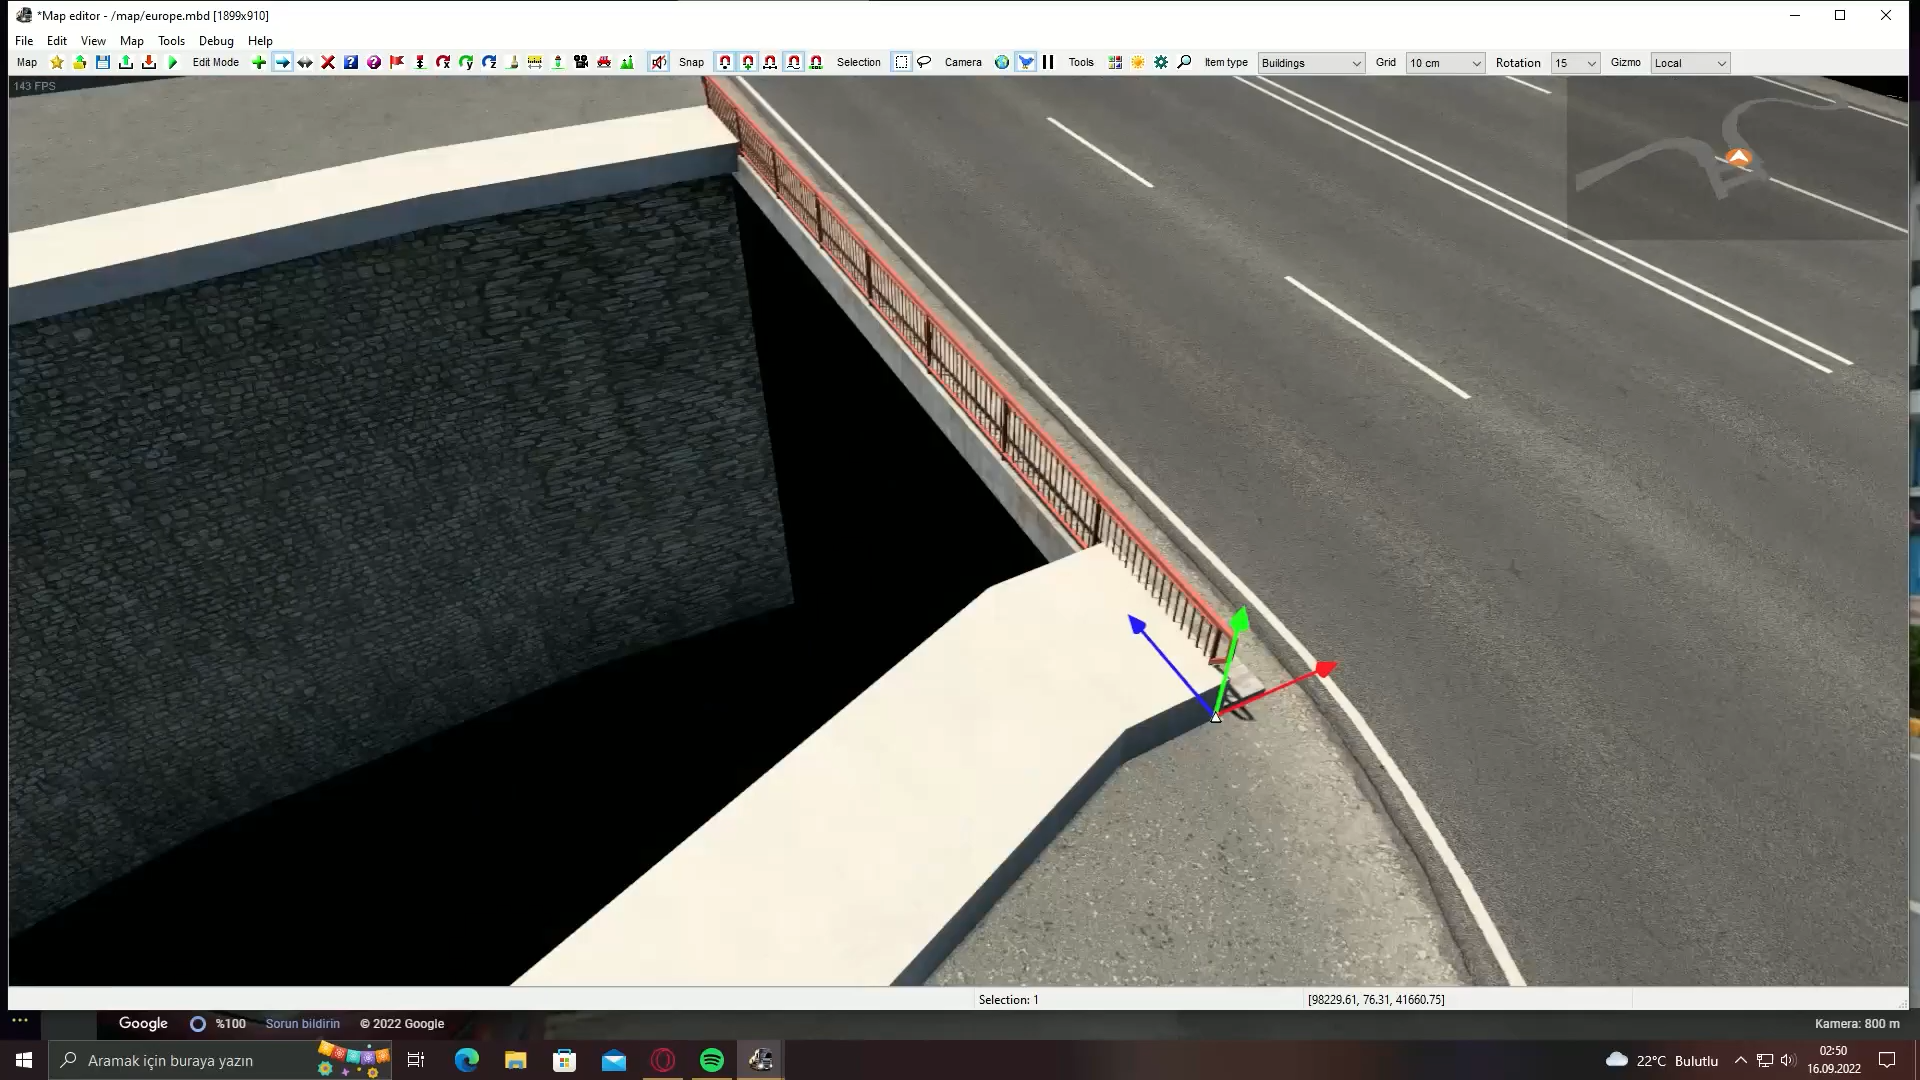 *Map editor - /map/europe.mbd [1899x910]
File Edit View Map Tools Debug Help
Map Edit Mode Snap Selection Camera Tools Item type Buildings Grid 10 cm Rotation 15 Gizmo Local
143 FPS
Selection: 1 [98229.61, 76.31, 41660.75]
Google %100 Sorun bildirin © 2022 Google Kamera: 800 m
Aramak için buraya yazın 22°C Bulutlu 02:50
16.09.2022